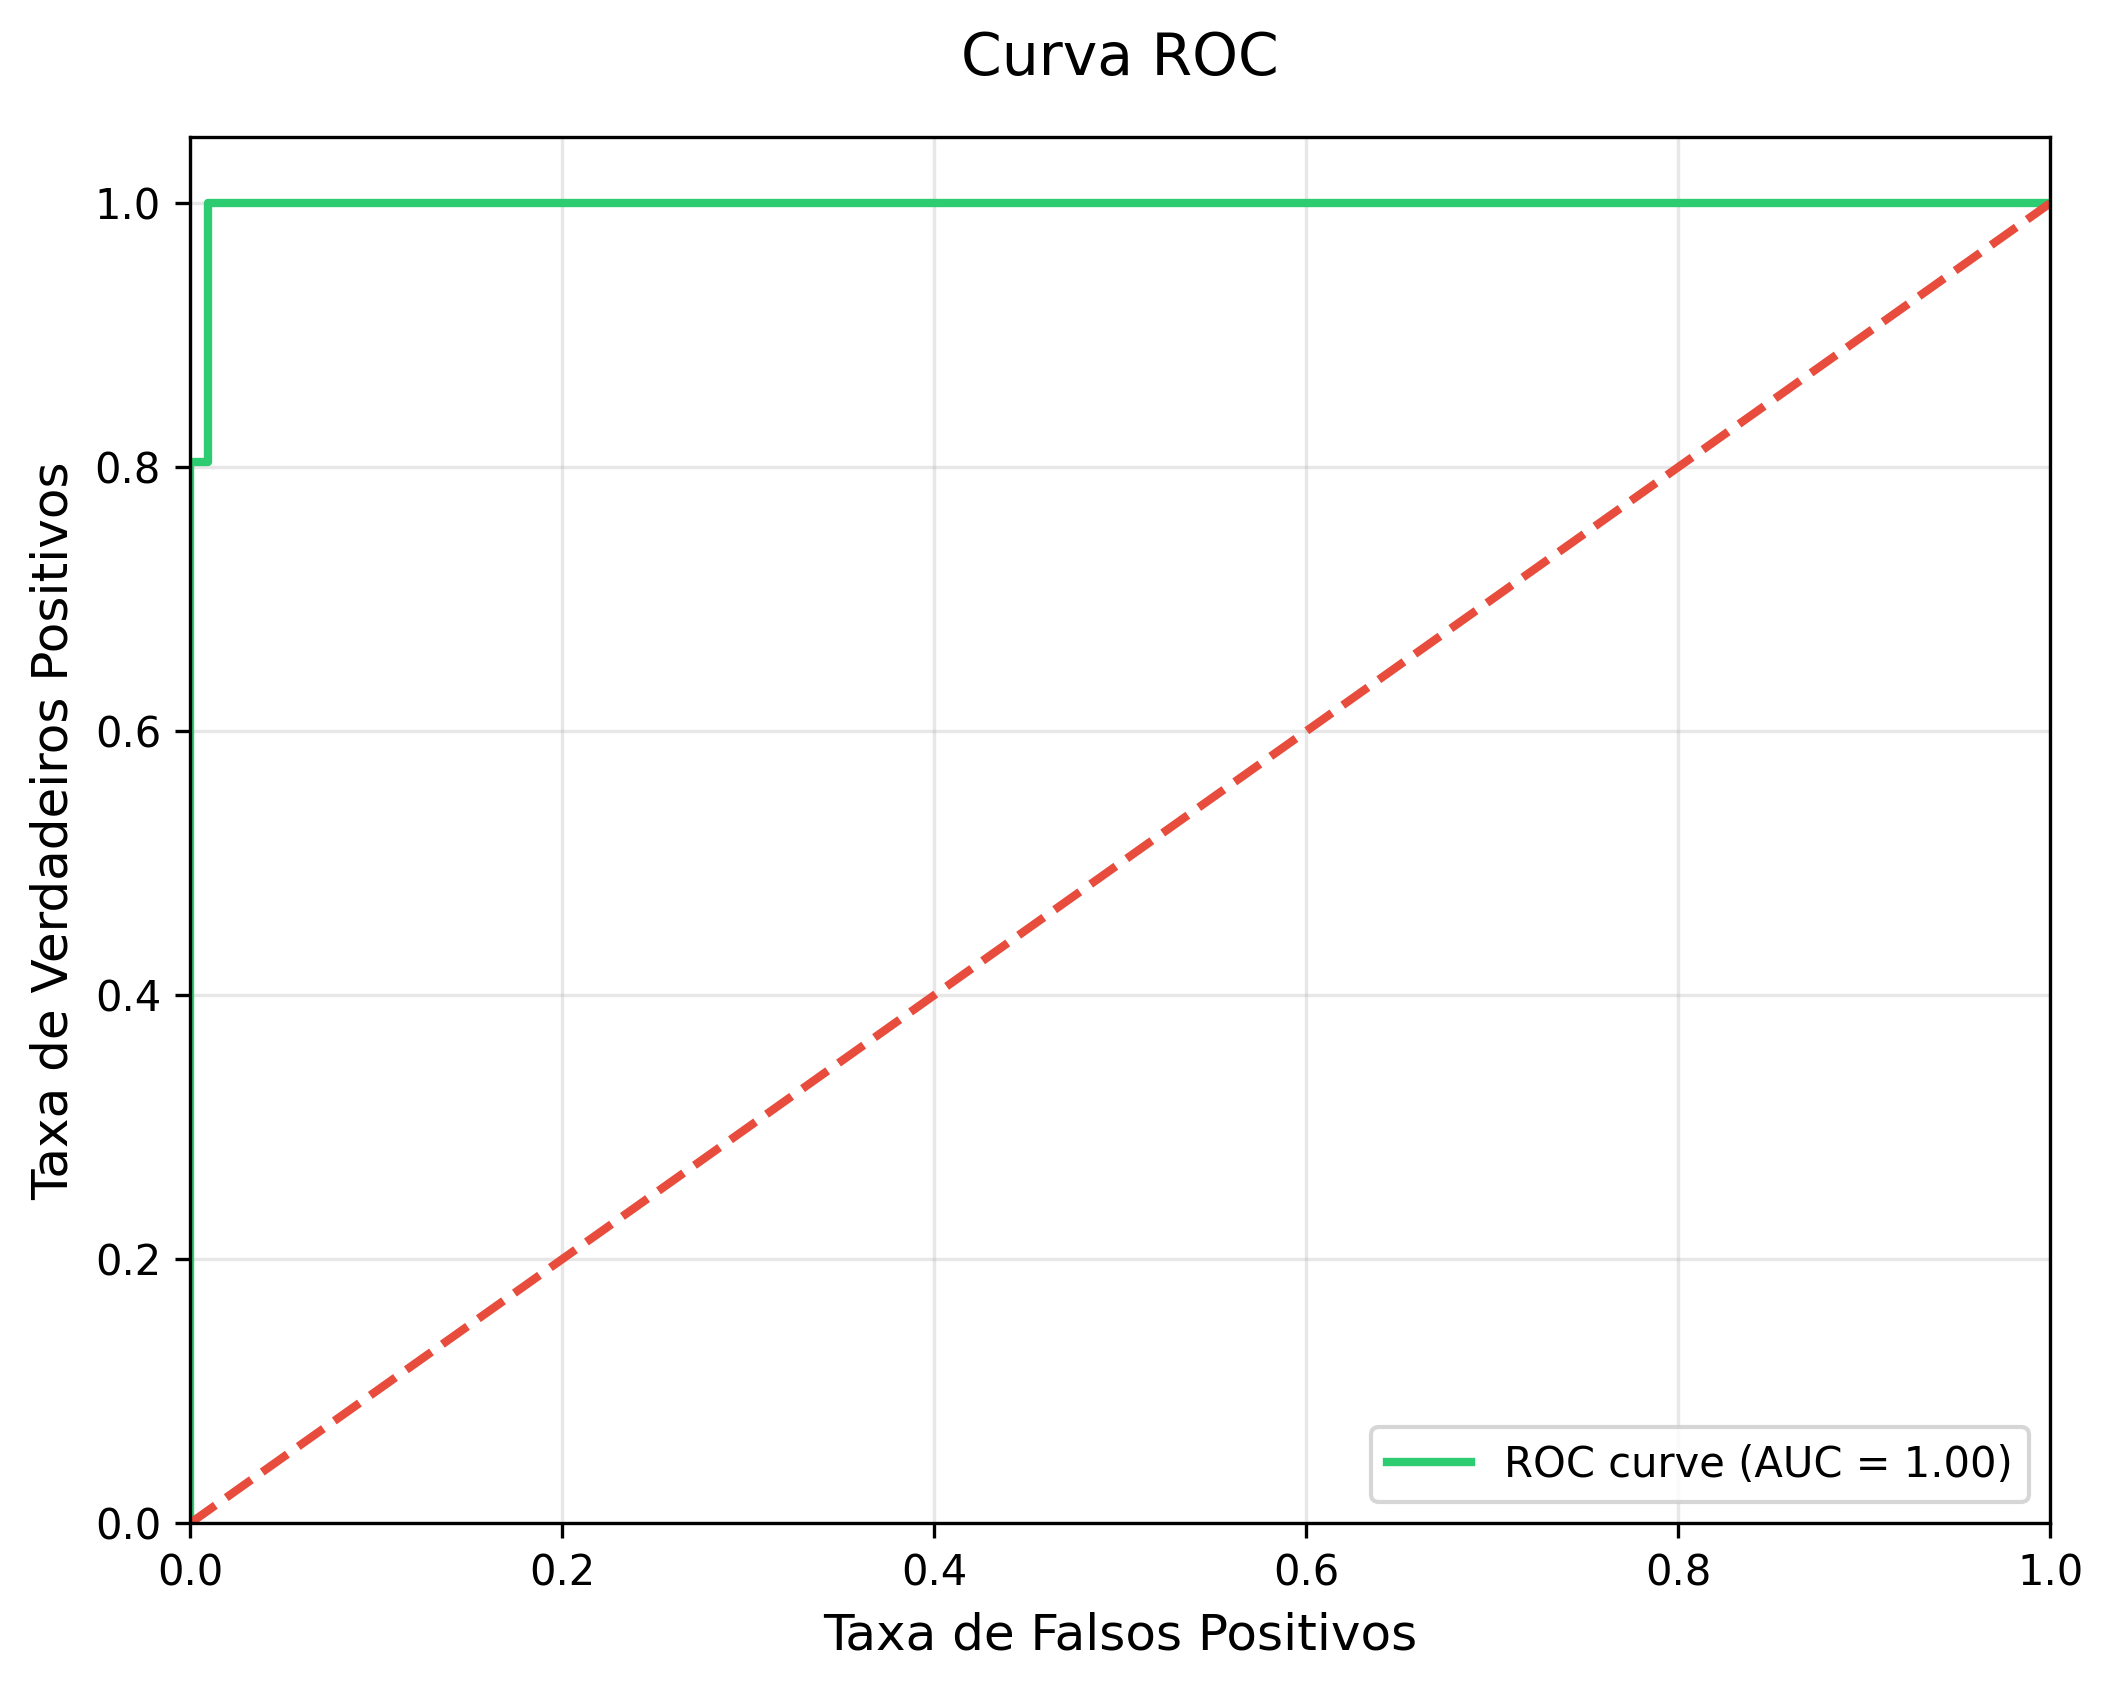 Curva ROC
1.0
0.8
0.6
0.4
0.2
0.0
Taxa de Verdadeiros Positivos
ROC curve (AUC = 1.00)
0.0 0.2 0.4 0.6 0.8 1.0
Taxa de Falsos Positivos